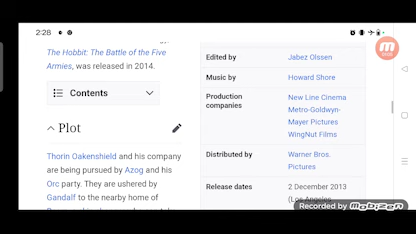 2:28
The Hobbit: The Battle of the Five
Armies, was released in 2014.
Contents
Plot
Thorin Oakenshield and his company
are being pursued by Azog and his
Orc party. They are ushered by
Gandalf to the nearby home of
Edited by Jabez Olssen
Music by Howard Shore
Production New Line Cinema
companies Metro-Goldwyn-
Mayer Pictures
WingNut Films
Distributed by Warner Bros.
Pictures
Release dates 2 December 2013
(Los Angeles
Recorded by Mobizen